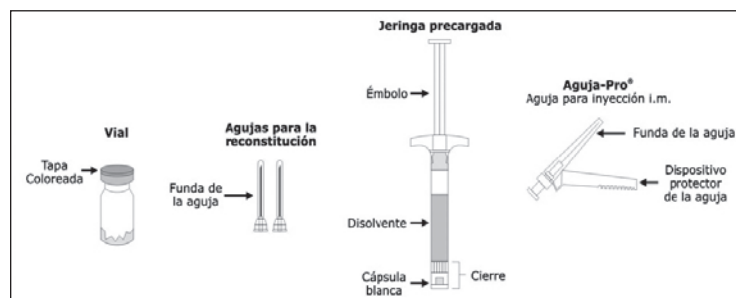 Jeringa precargada
Émbolo
Aguja-Pro®
Aguja para inyección i.m.
Vial
Agujas para la
reconstitución
Funda de la aguja
Tapa
Coloreada
Funda de
la aguja
Dispositivo
protector
de la aguja
Disolvente
Cápsula
blanca
Cierre